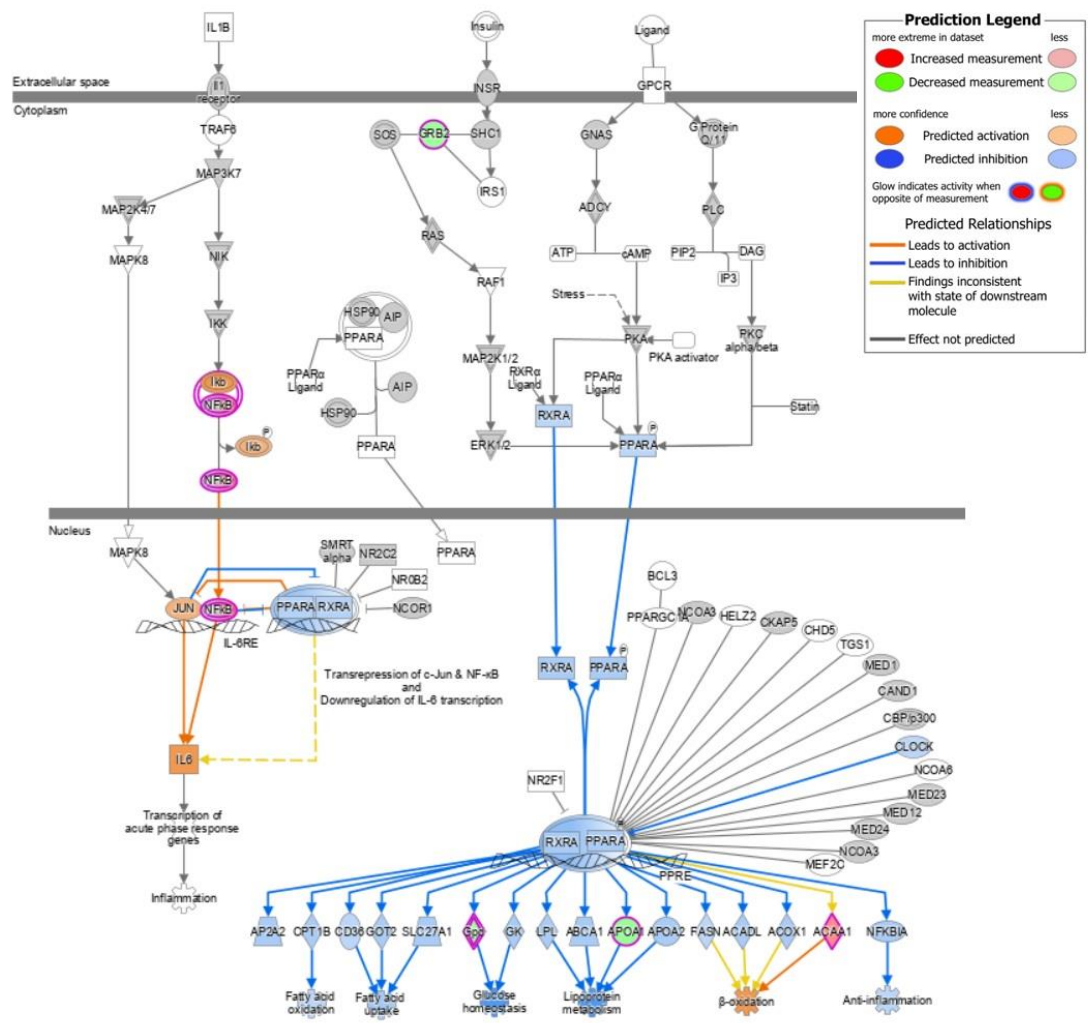 IL1B
Insulin
Ligand
Prediction Legend
more extreme in dataset
less
Increased measurement
Decreased measurement
more confidence
less
Predicted activation
Predicted inhibition
Glow indicates activity when
opposite of measurement
Predicted Relationships
Leads to activation
Leads to inhibition
Findings inconsistent
with state of downstream
molecule
Effect not predicted
Extracellular space
Cytoplasm
Il1
receptor
INSR
GPCR
TRAF6
SOS
GRB2
SHC1
GNAS
G Protein
Q/11
MAP3K7
IRS1
MAP2K4/7
ADCY
PLC
RAS
MAPK8
NIK
ATP
cAMP
PIP2
DAG
IP3
RAF1
Stress
HSP90
AIP
PPARA
IKK
PKA
PKA activator
PKC
alpha/beta
MAP2K1/2
PPARα
Ligand
RXRα
Ligand
PPARα
Ligand
Ikb
NFkB
AIP
HSP90
RXRA
Statin
P
Ikb
PPARA
ERK1/2
P
PPARA
NFkB
Nucleus
MAPK8
SMRT
alpha
NR2C2
PPARA
NR0B2
JUN
NFkB
PPARA
RXRA
NCOR1
IL-6RE
BCL3
PPARGC1A
NCOA3
HELZ2
CKAP5
CHD5
TGS1
MED1
CAND1
CBP/p300
CLOCK
NCOA6
MED23
MED12
MED24
NCOA3
MEF2C
RXRA
P
PPARA
Transrepression of c-Jun & NF-κB
and
Downregulation of IL-6 transcription
IL6
NR2F1
Transcription of
acute phase response
genes
RXRA
PPARA
PPRE
Inflammation
AP2A2
CPT1B
CD36
GOT2
SLC27A1
Gpd
GK
LPL
ABCA1
APOA1
APOA2
FASN
ACADL
ACOX1
ACAA1
NFKBIA
Fatty acid
oxidation
Fatty acid
uptake
Glucose
homeostasis
Lipoprotein
metabolism
β-oxidation
Anti-inflammation